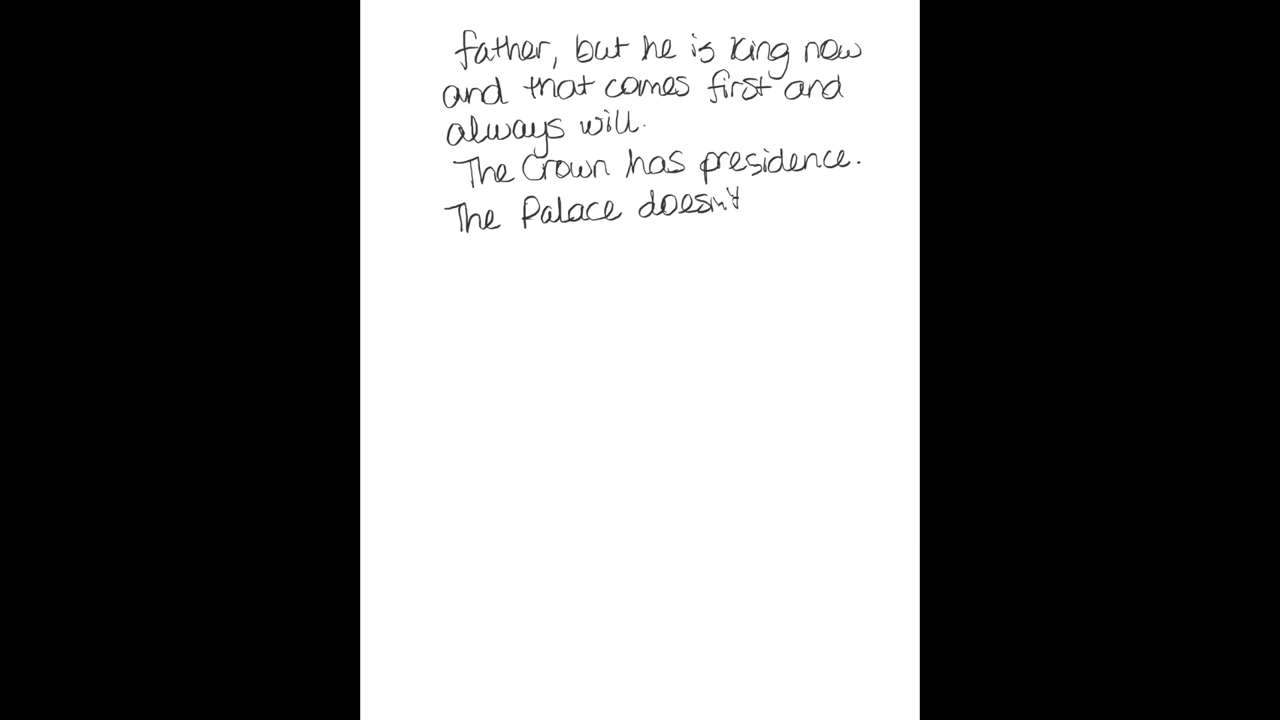 father, but he is King now
and that comes first and
always will.
The Crown has presidence.
The Palace doesn't